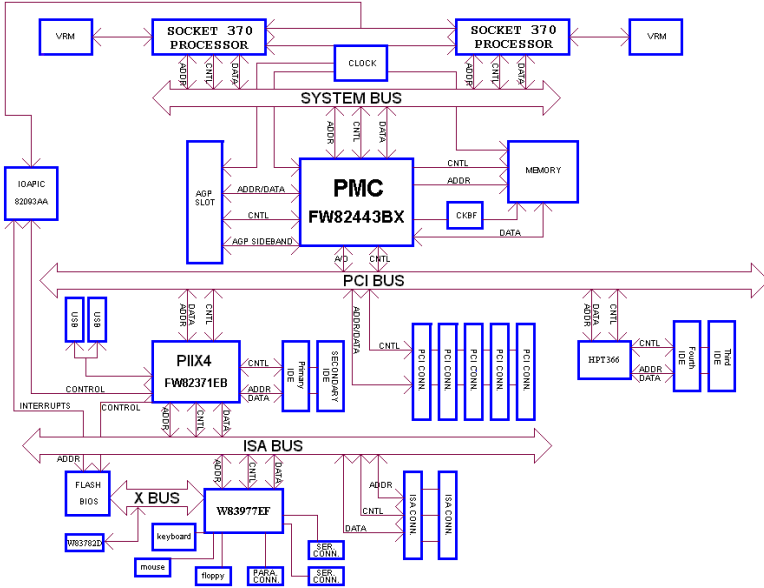 VRM
SOCKET 370
PROCESSOR
SOCKET 370
PROCESSOR
VRM
CLOCK
ADDR
CNTL
DATA
ADDR
CNTL
DATA
SYSTEM BUS
ADDR
CNTL
DATA
IOAPIC
82093AA
AGP
SLOT
ADDR/DATA
CNTL
AGP SIDEBAND
PMC
FW82443BX
CNTL
ADDR
CKBF
DATA
MEMORY
A/D
CNTL
PCI BUS
USB
USB
DATA
ADDR
CNTL
ADDR/DATA
DATA
ADDR
CNTL
PIIX4
FW82371EB
CNTL
ADDR
DATA
Primary
IDE
SECONDARY
IDE
CNTL
PCI CONN.
PCI CONN.
PCI CONN.
PCI CONN.
PCI CONN.
HPT366
CNTL
ADDR
DATA
Fourth
IDE
Third
IDE
CONTROL
INTERRUPTS
CONTROL
ADDR
CNTL
DATA
ISA BUS
ADDR
ADDR
CNTL
DATA
FLASH
BIOS
X BUS
W83977EF
ADDR
CNTL
DATA
ISA CONN.
ISA CONN.
W83782D
keyboard
mouse
floppy
PARA.
CONN.
SER.
CONN.
SER.
CONN.